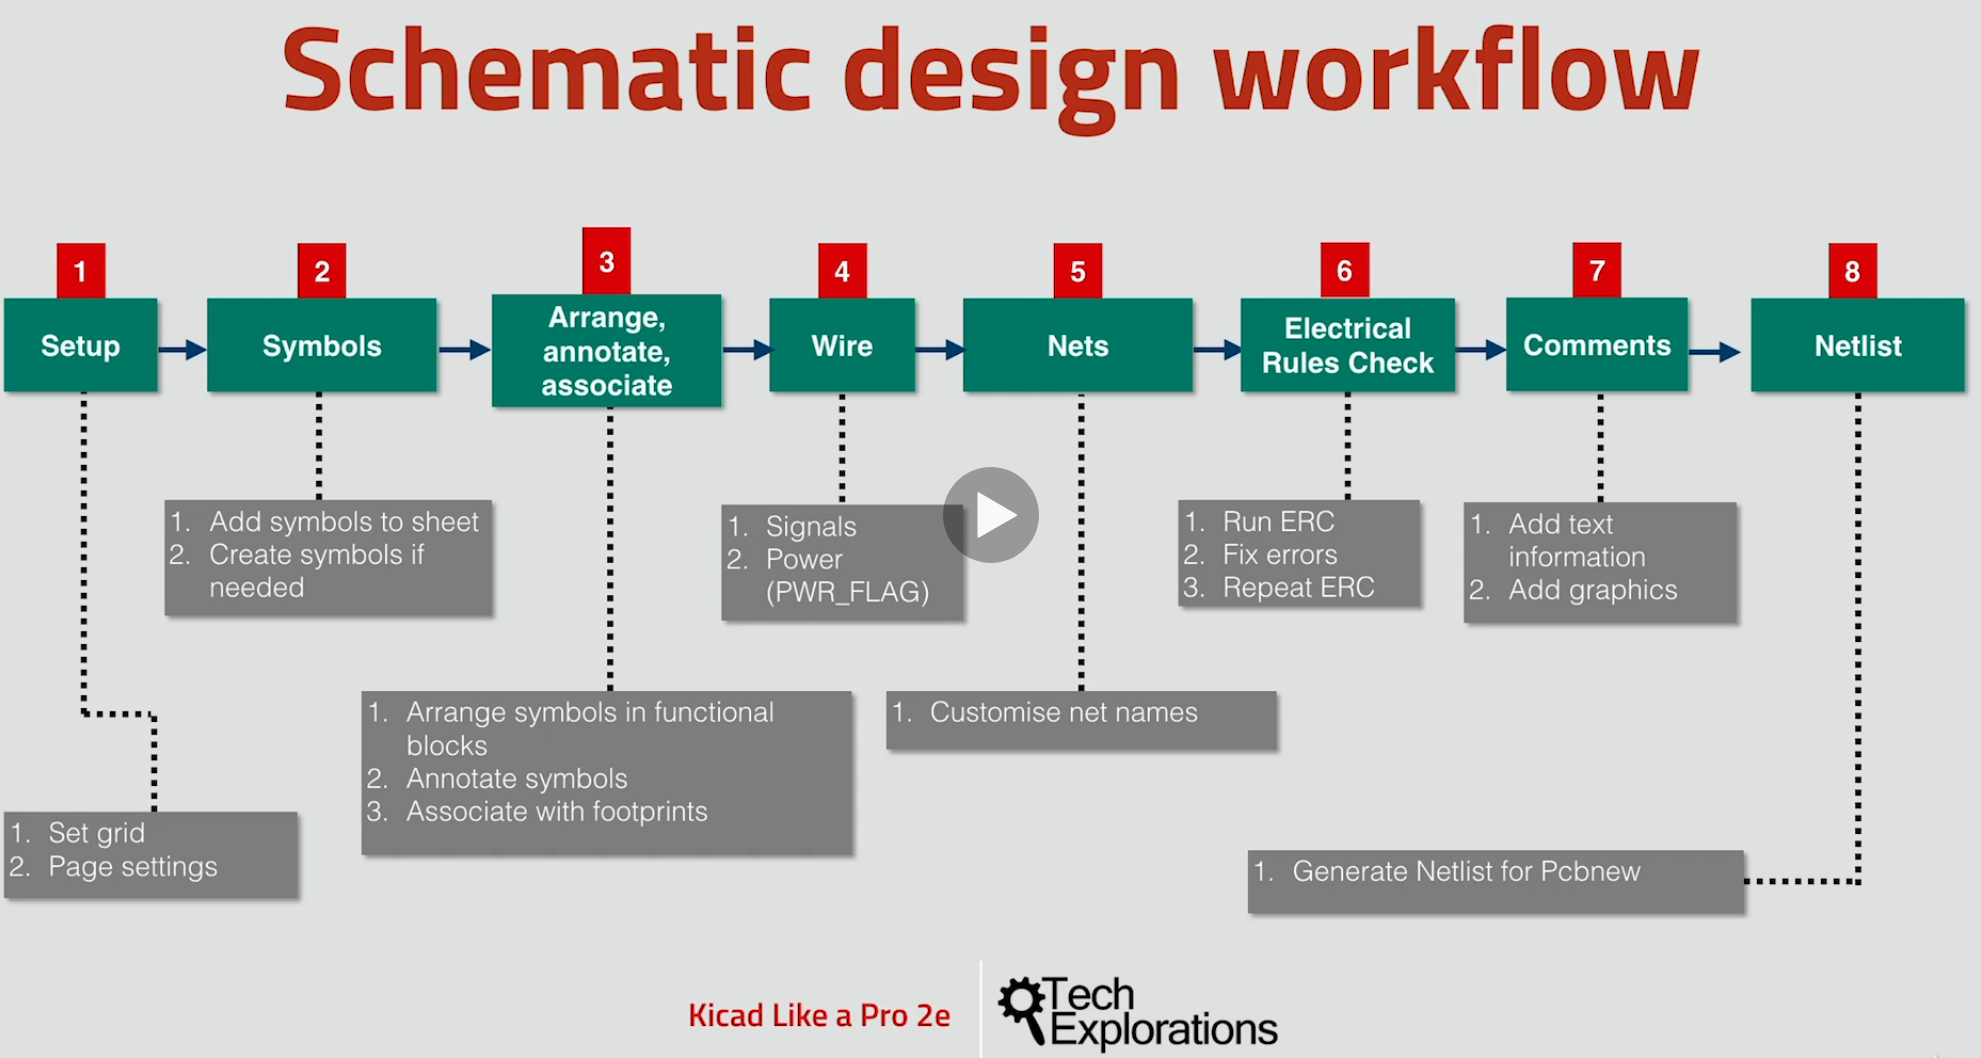 Schematic design workflow
1
Setup
2
Symbols
3
Arrange,
annotate,
associate
4
Wire
5
Nets
6
Electrical
Rules Check
7
Comments
8
Netlist
1. Add symbols to sheet
2. Create symbols if
needed
1. Signals
2. Power
(PWR_FLAG)
1. Run ERC
2. Fix errors
3. Repeat ERC
1. Add text
information
2. Add graphics
1. Arrange symbols in functional
blocks
2. Annotate symbols
3. Associate with footprints
1. Customise net names
1. Set grid
2. Page settings
1. Generate Netlist for Pcbnew
Kicad Like a Pro 2e
Tech
Explorations